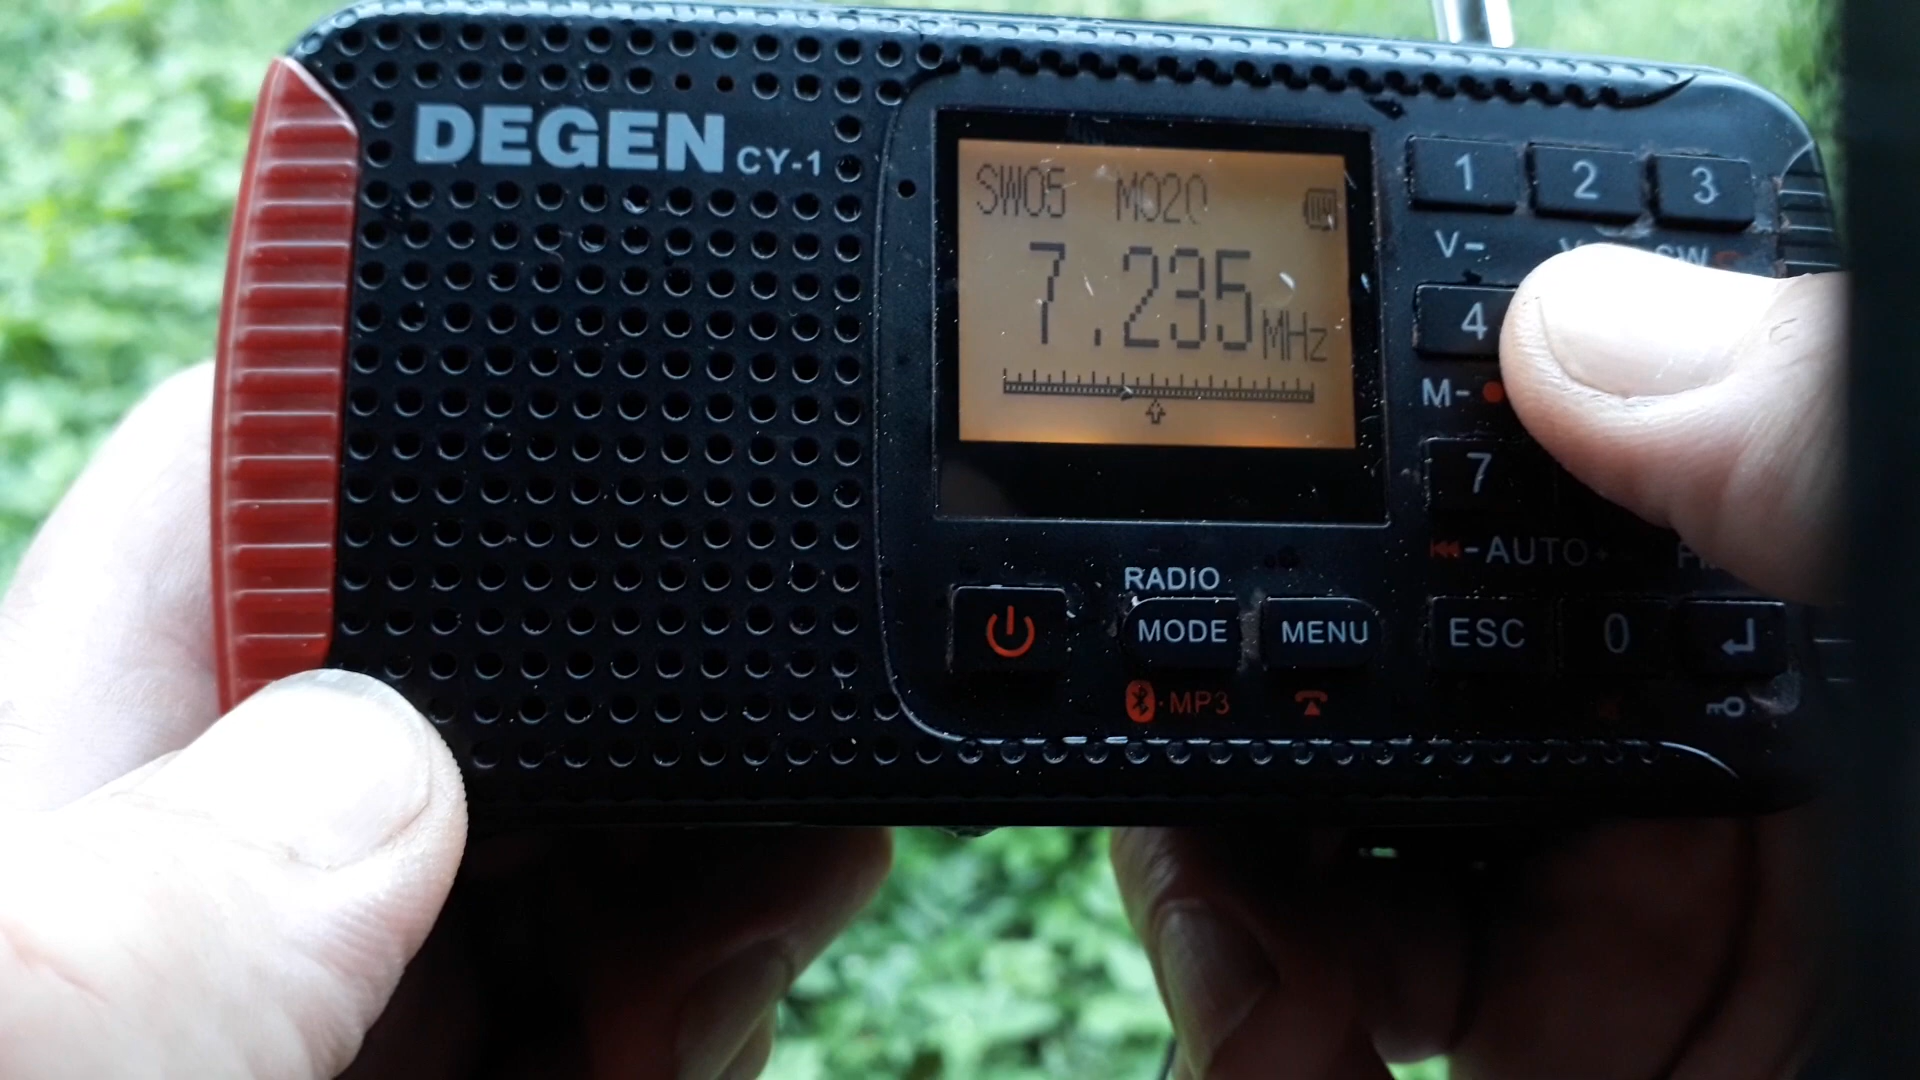 DEGEN CY-1
SW05 M020
7.235 MHz
1 2 3
V-
4
M-
7
-AUTO+
RADIO
MODE MENU ESC 0
MP3